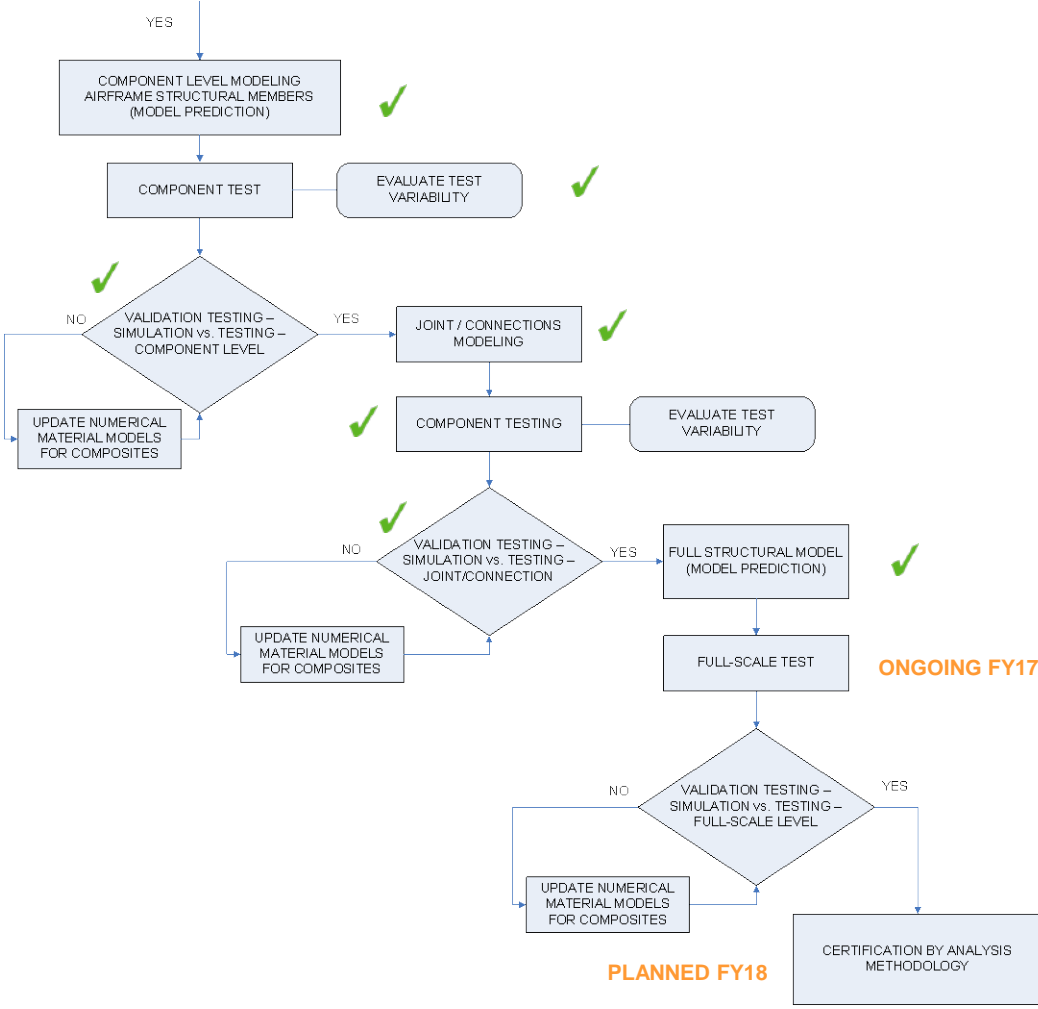 YES
COMPONENT LEVEL MODELING
AIRFRAME STRUCTURAL MEMBERS
(MODEL PREDICTION)
COMPONENT TEST
EVALUATE TEST
VARIABILITY
NO
VALIDATION TESTING –
SIMULATION vs. TESTING –
COMPONENT LEVEL
YES
JOINT / CONNECTIONS
MODELING
UPDATE NUMERICAL
MATERIAL MODELS
FOR COMPOSITES
COMPONENT TESTING
EVALUATE TEST
VARIABILITY
NO
VALIDATION TESTING –
SIMULATION vs. TESTING –
JOINT/CONNECTION
YES
FULL STRUCTURAL MODEL
(MODEL PREDICTION)
UPDATE NUMERICAL
MATERIAL MODELS
FOR COMPOSITES
FULL-SCALE TEST
ONGOING FY17
NO
VALIDATION TESTING –
SIMULATION vs. TESTING –
FULL-SCALE LEVEL
YES
UPDATE NUMERICAL
MATERIAL MODELS
FOR COMPOSITES
CERTIFICATION BY ANALYSIS
METHODOLOGY
PLANNED FY18